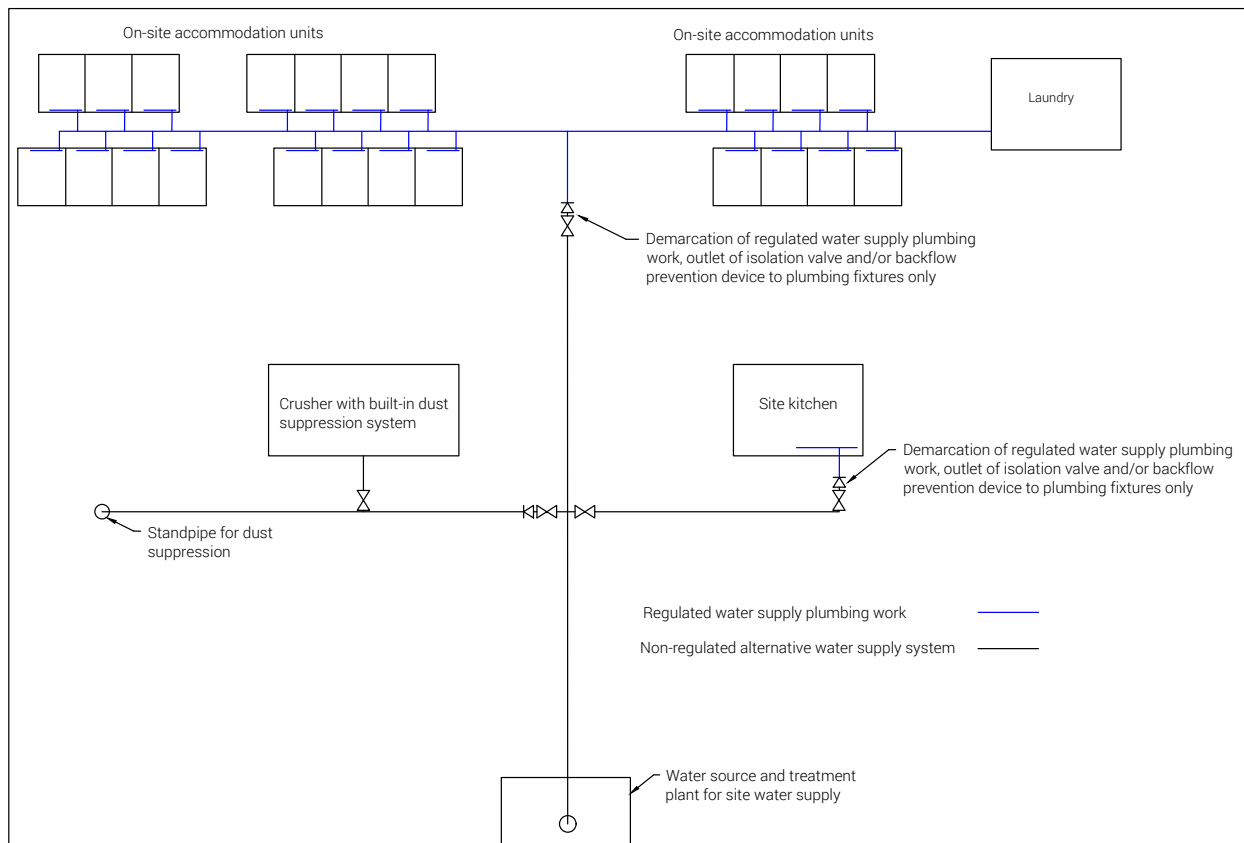 On-site accommodation units
On-site accommodation units
Laundry
Demarcation of regulated water supply plumbing
work, outlet of isolation valve and/or backflow
prevention device to plumbing fixtures only
Crusher with built-in dust
suppression system
Site kitchen
Demarcation of regulated water supply plumbing
work, outlet of isolation valve and/or backflow
prevention device to plumbing fixtures only
Standpipe for dust
suppression
Regulated water supply plumbing work
Non-regulated alternative water supply system
Water source and treatment
plant for site water supply